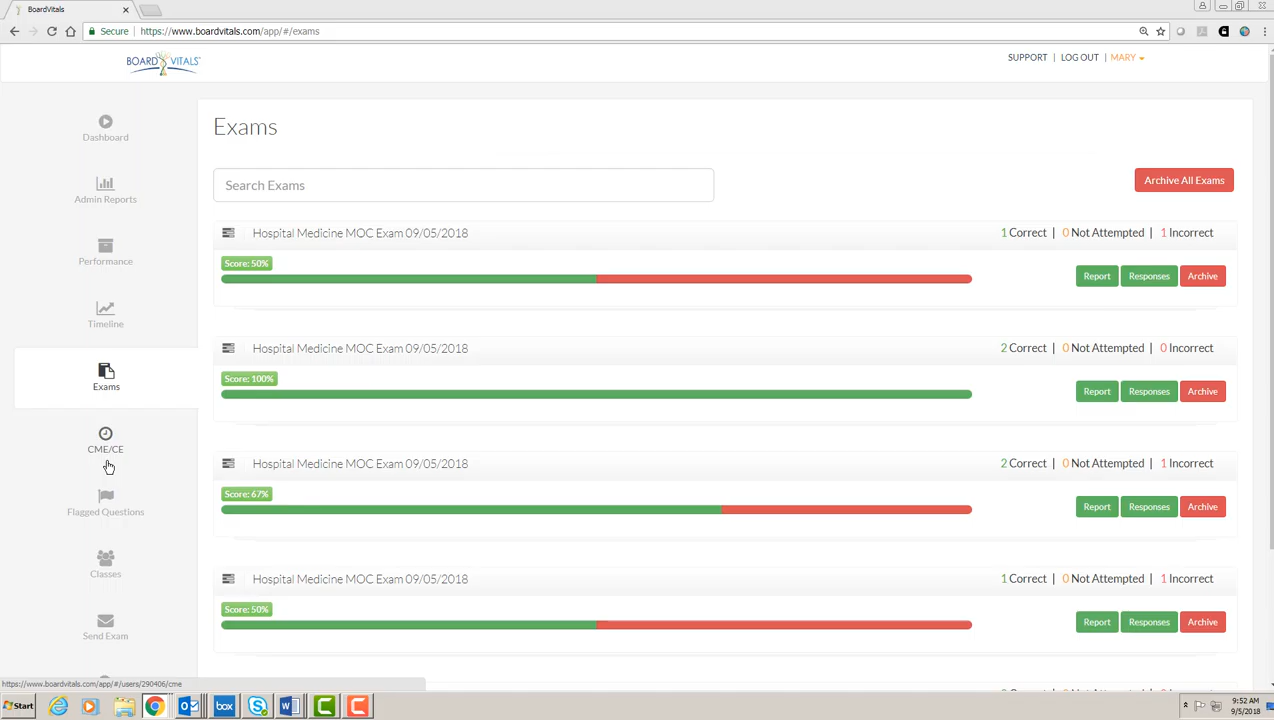 BoardVitals
Secure https://www.boardvitals.com/app/#/exams
BOARD VITALS
SUPPORT | LOG OUT | MARY
Dashboard
Admin Reports
Performance
Timeline
Exams
CME/CE
Flagged Questions
Classes
Send Exam
Exams
Search Exams
Archive All Exams
Hospital Medicine MOC Exam 09/05/2018
1 Correct | 0 Not Attempted | 1 Incorrect
Score: 50%
Report Responses Archive
Hospital Medicine MOC Exam 09/05/2018
2 Correct | 0 Not Attempted | 0 Incorrect
Score: 100%
Report Responses Archive
Hospital Medicine MOC Exam 09/05/2018
2 Correct | 0 Not Attempted | 1 Incorrect
Score: 67%
Report Responses Archive
Hospital Medicine MOC Exam 09/05/2018
1 Correct | 0 Not Attempted | 1 Incorrect
Score: 50%
Report Responses Archive
https://www.boardvitals.com/app/#/users/290406/cme
Start
box
9:52 AM
9/5/2018